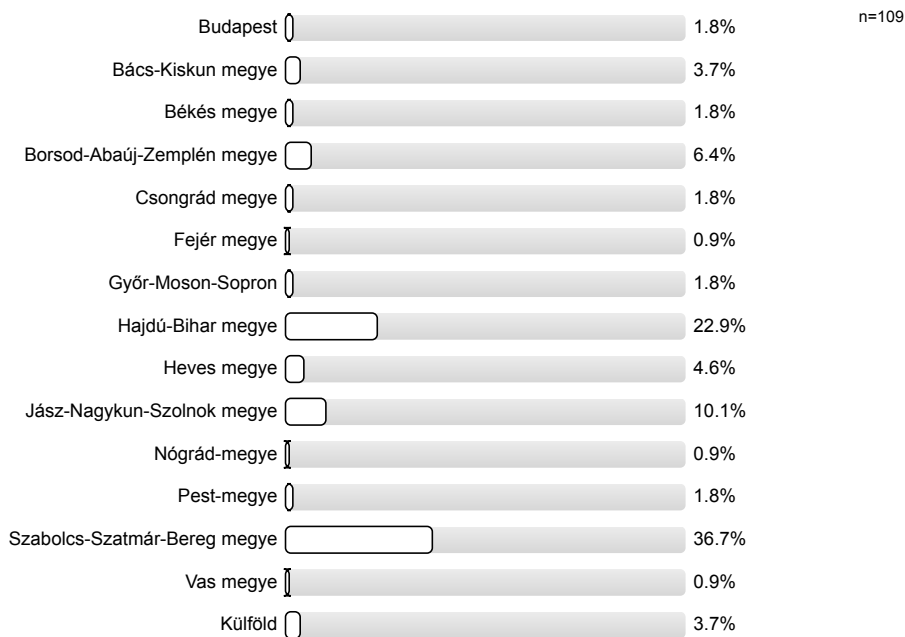 Budapest 1.8% n=109
Bács-Kiskun megye 3.7%
Békés megye 1.8%
Borsod-Abaúj-Zemplén megye 6.4%
Csongrád megye 1.8%
Fejér megye 0.9%
Győr-Moson-Sopron 1.8%
Hajdú-Bihar megye 22.9%
Heves megye 4.6%
Jász-Nagykun-Szolnok megye 10.1%
Nógrád-megye 0.9%
Pest-megye 1.8%
Szabolcs-Szatmár-Bereg megye 36.7%
Vas megye 0.9%
Külföld 3.7%